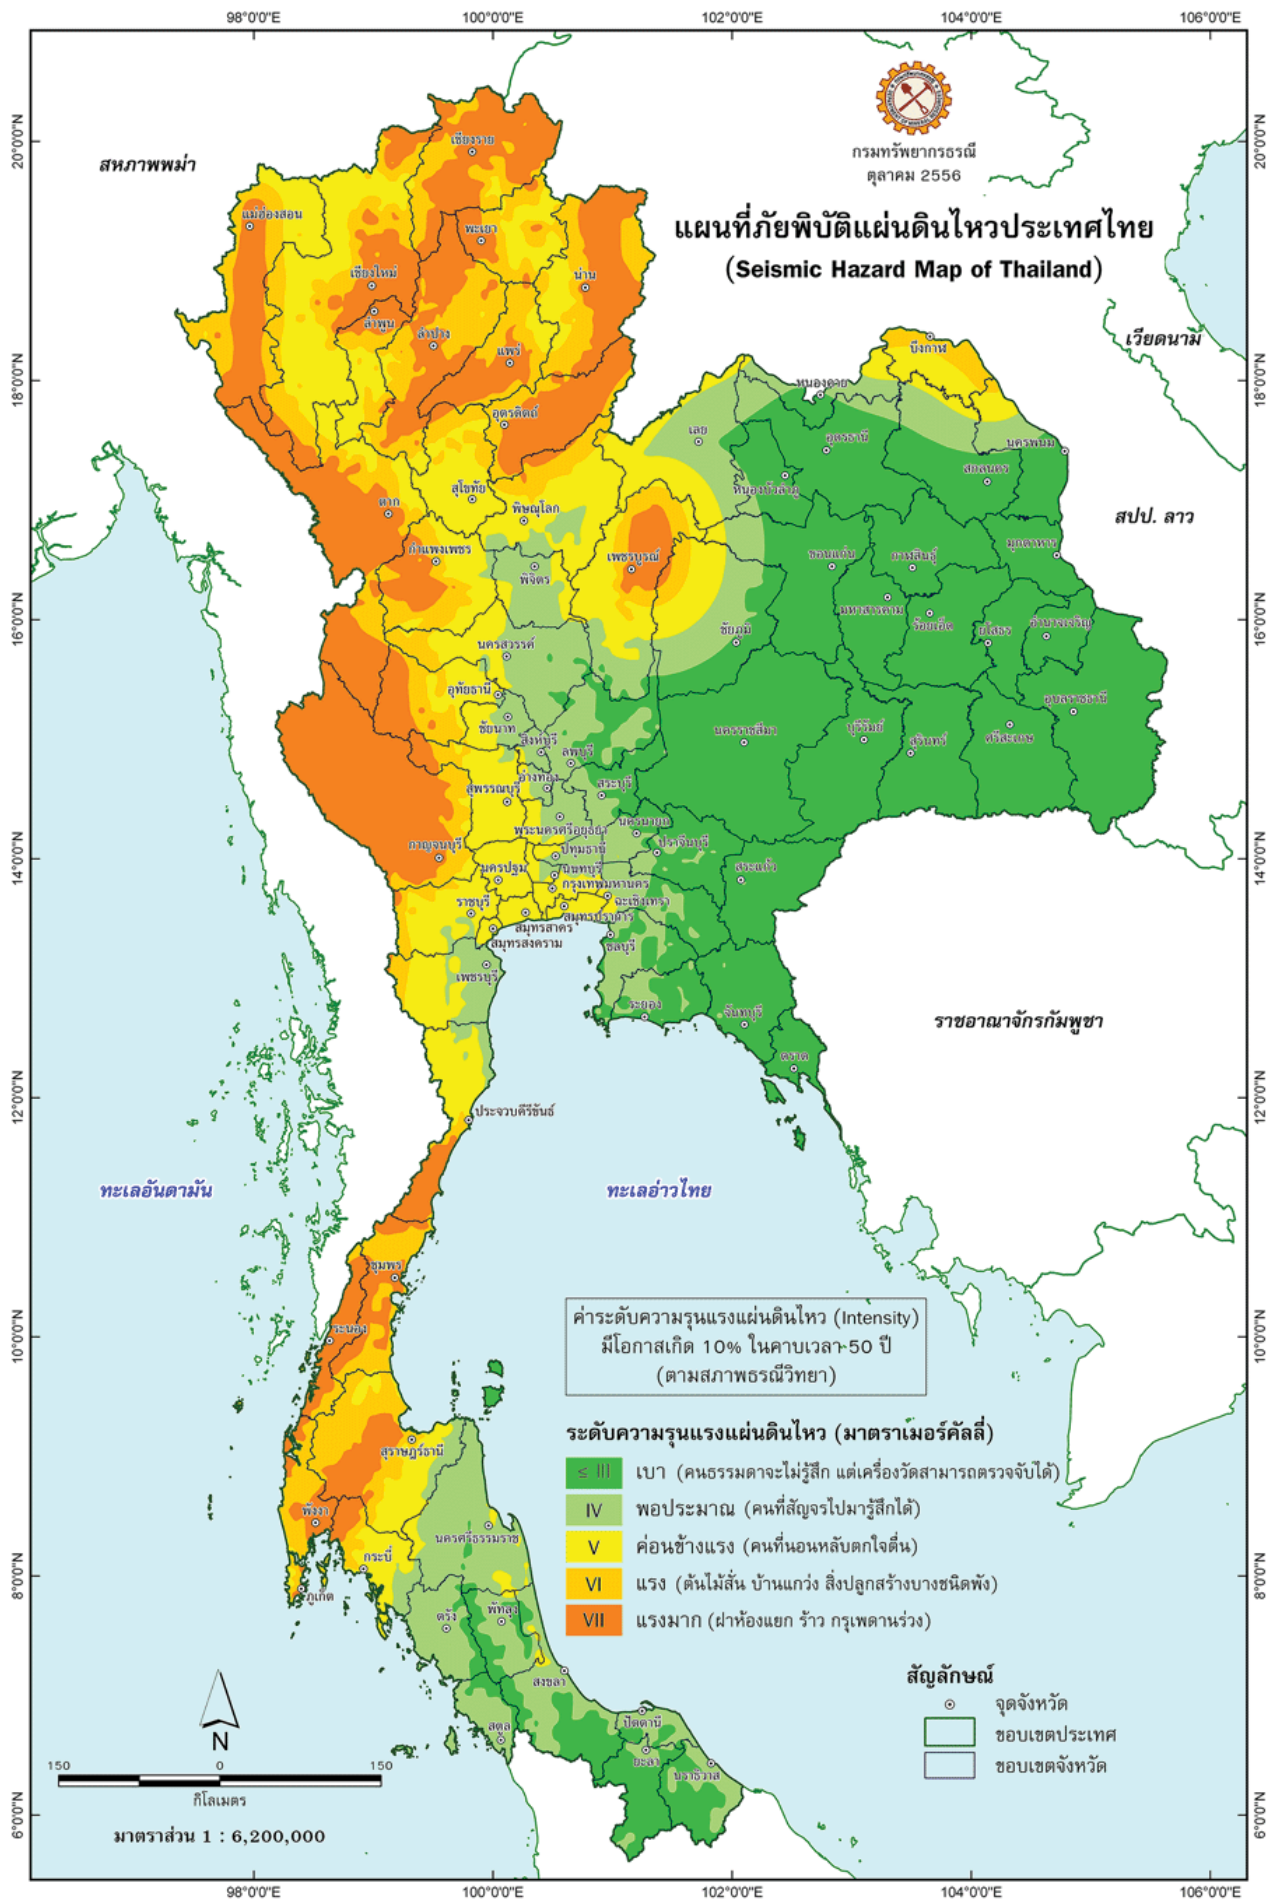 98°0'0"E 100°0'0"E 102°0'0"E 104°0'0"E 106°0'0"E
20°0'0"N
18°0'0"N
16°0'0"N
14°0'0"N
12°0'0"N
10°0'0"N
8°0'0"N
6°0'0"N
กรมทรัพยากรธรณี
ตุลาคม 2556
แผนที่ภัยพิบัติแผ่นดินไหวประเทศไทย
(Seismic Hazard Map of Thailand)
สหภาพพม่า
เวียดนาม
สปป. ลาว
ราชอาณาจักรกัมพูชา
ทะเลอันดามัน
ทะเลอ่าวไทย
เชียงราย
แม่ฮ่องสอน
พะเยา
เชียงใหม่
น่าน
ลำพูน
ลำปาง
แพร่
อุตรดิตถ์
บึงกาฬ
หนองคาย
เลย
อุดรธานี
นครพนม
สกลนคร
หนองบัวลำภู
สุโขทัย
ตาก
พิษณุโลก
กำแพงเพชร
พิจิตร
เพชรบูรณ์
ขอนแก่น
กาฬสินธุ์
มุกดาหาร
มหาสารคาม
ร้อยเอ็ด
ยโสธร
อำนาจเจริญ
ชัยภูมิ
นครสวรรค์
อุทัยธานี
ชัยนาท
สิงห์บุรี
ลพบุรี
นครราชสีมา
บุรีรัมย์
สุรินทร์
ศรีสะเกษ
อุบลราชธานี
อ่างทอง
สุพรรณบุรี
สระบุรี
พระนครศรีอยุธยา
นครนายก
ปราจีนบุรี
กาญจนบุรี
ปทุมธานี
นนทบุรี
สระแก้ว
นครปฐม
กรุงเทพมหานคร
ราชบุรี
ฉะเชิงเทรา
สมุทรปราการ
สมุทรสาคร
สมุทรสงคราม
ชลบุรี
เพชรบุรี
ระยอง
จันทบุรี
ตราด
ประจวบคีรีขันธ์
ชุมพร
ระนอง
สุราษฎร์ธานี
พังงา
นครศรีธรรมราช
กระบี่
ภูเก็ต
ตรัง
พัทลุง
สงขลา
สตูล
ปัตตานี
ยะลา
นราธิวาส
ค่าระดับความรุนแรงแผ่นดินไหว (Intensity)
มีโอกาสเกิด 10% ในคาบเวลา 50 ปี
(ตามสภาพธรณีวิทยา)
ระดับความรุนแรงแผ่นดินไหว (มาตราเมอร์คัลลี่)
≤ III เบา (คนธรรมดาจะไม่รู้สึก แต่เครื่องวัดสามารถตรวจจับได้)
IV พอประมาณ (คนที่สัญจรไปมารู้สึกได้)
V ค่อนข้างแรง (คนที่นอนหลับตกใจตื่น)
VI แรง (ต้นไม้สั่น บ้านแกว่ง สิ่งปลูกสร้างบางชนิดพัง)
VII แรงมาก (ฝาห้องแยก ร้าว กรุเพดานร่วง)
สัญลักษณ์
จุดจังหวัด
ขอบเขตประเทศ
ขอบเขตจังหวัด
N
150 0 150
กิโลเมตร
มาตราส่วน 1 : 6,200,000
20°0'0"N
18°0'0"N
16°0'0"N
14°0'0"N
12°0'0"N
10°0'0"N
8°0'0"N
6°0'0"N
98°0'0"E 100°0'0"E 102°0'0"E 104°0'0"E 106°0'0"E